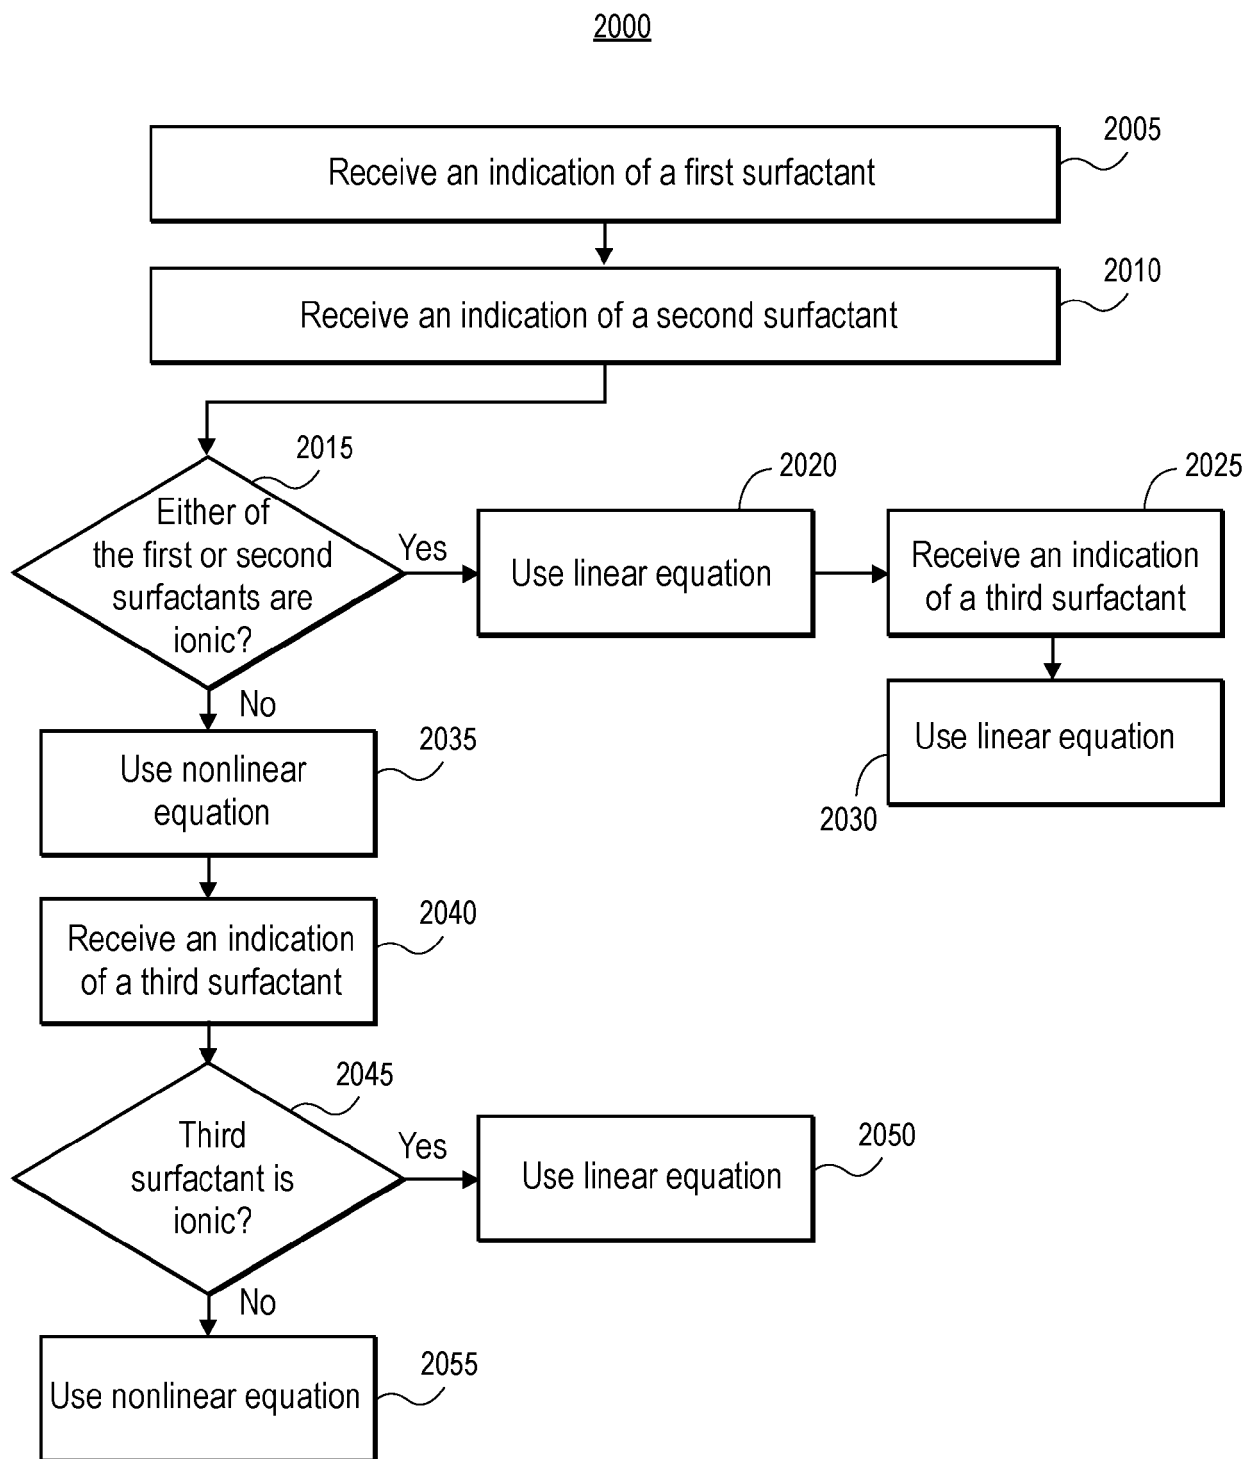 2000
2005
Receive an indication of a first surfactant
2010
Receive an indication of a second surfactant
2015
Either of
the first or second
surfactants are
ionic?
Yes
2020
Use linear equation
2025
Receive an indication
of a third surfactant
No
2030
Use linear equation
2035
Use nonlinear
equation
2040
Receive an indication
of a third surfactant
2045
Third
surfactant is
ionic?
Yes
2050
Use linear equation
No
2055
Use nonlinear equation